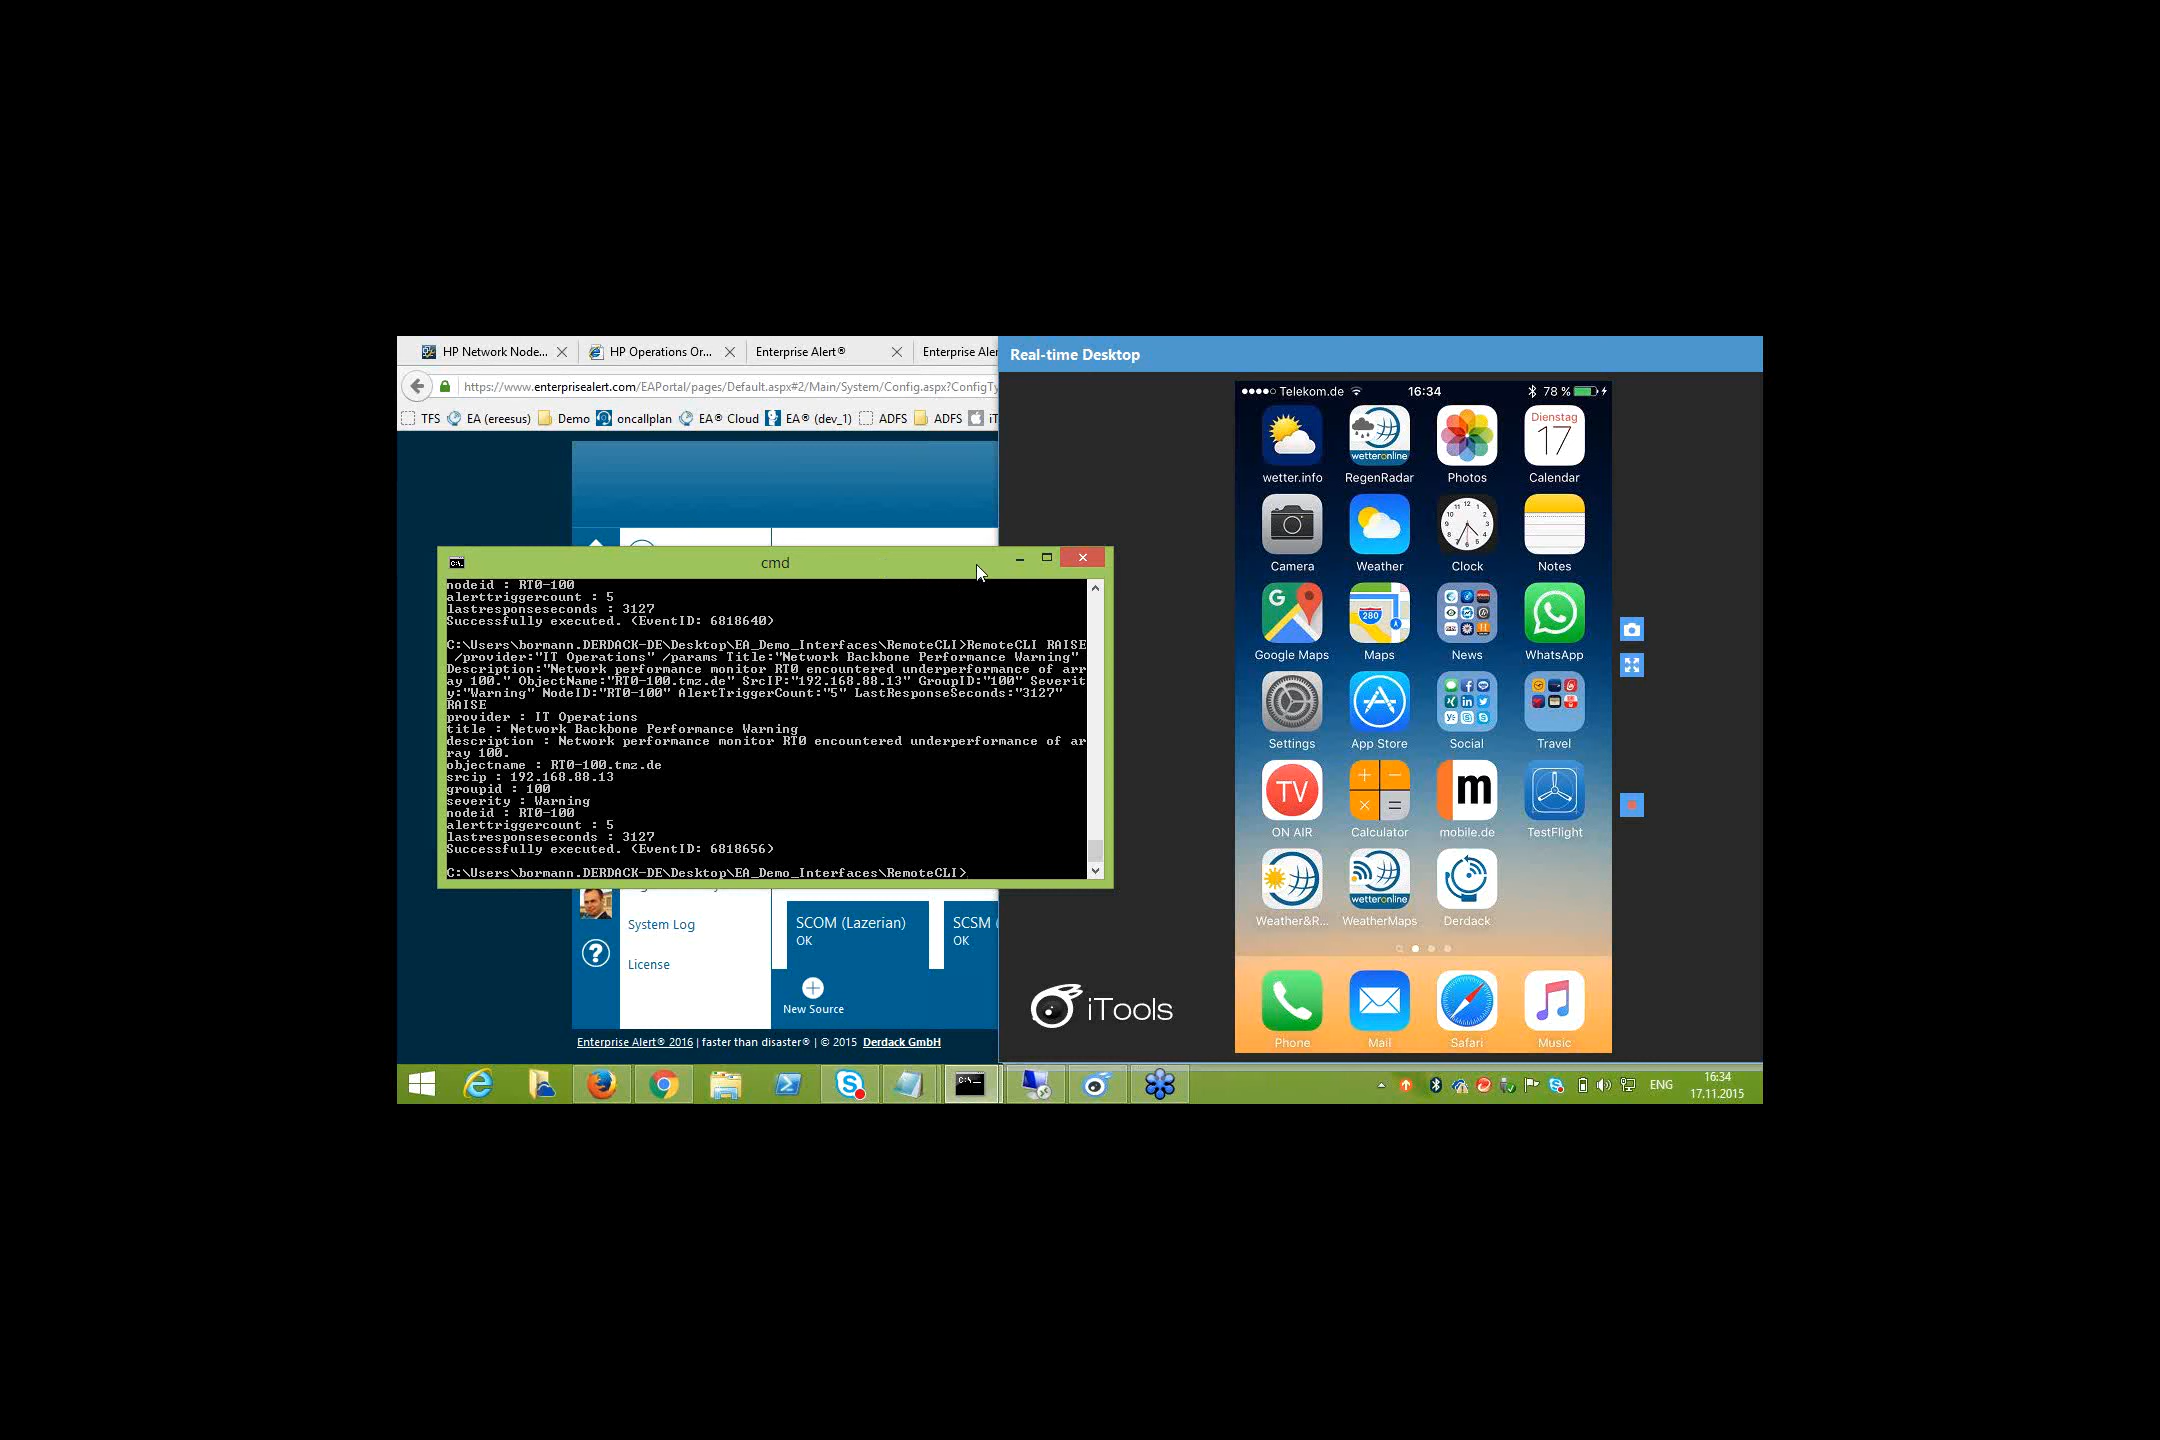 HP Network Node...
HP Operations Or...
Enterprise Alert®
Enterprise Aler
https://www.enterprisealert.com/EAPortal/pages/Default.aspx#2/Main/System/Config.aspx?ConfigTy
TFS
EA (ereesus)
Demo
oncallplan
EA® Cloud
EA® (dev_1)
ADFS
ADFS
iT
cmd
nodeid : RT0-100
alerttriggercount : 5
lastresponseseconds : 3127
Successfully executed. (EventID: 6818640)
C:\Users\bormann.DERDACK-DE\Desktop\EA_Demo_Interfaces\RemoteCLI>RemoteCLI RAISE
/provider:"IT Operations" /params Title:"Network Backbone Performance Warning"
Description:"Network performance monitor RT0 encountered underperformance of arr
ay 100." ObjectName:"RT0-100.tmz.de" SrcIP:"192.168.88.13" GroupID:"100" Severit
y:"Warning" NodeID:"RT0-100" AlertTriggerCount:"5" LastResponseSeconds:"3127"
RAISE
provider : IT Operations
title : Network Backbone Performance Warning
description : Network performance monitor RT0 encountered underperformance of ar
ray 100.
objectname : RT0-100.tmz.de
srcip : 192.168.88.13
groupid : 100
severity : Warning
nodeid : RT0-100
alerttriggercount : 5
lastresponseseconds : 3127
Successfully executed. (EventID: 6818656)
C:\Users\bormann.DERDACK-DE\Desktop\EA_Demo_Interfaces\RemoteCLI>
System Log
License
SCOM (Lazerian)
OK
SCSM (
OK
New Source
Enterprise Alert® 2016 | faster than disaster® | © 2015 Derdack GmbH
Real-time Desktop
Telekom.de
16:34
78 %
wetteronline
Dienstag
17
wetter.info
RegenRadar
Photos
Calendar
Camera
Weather
Clock
Notes
G
280
Google Maps
Maps
News
WhatsApp
Settings
App Store
Social
Travel
TV
m
ON AIR
Calculator
mobile.de
TestFlight
wetteronline
Weather&R...
WeatherMaps
Derdack
Phone
Mail
Safari
Music
iTools
ENG
16:34
17.11.2015